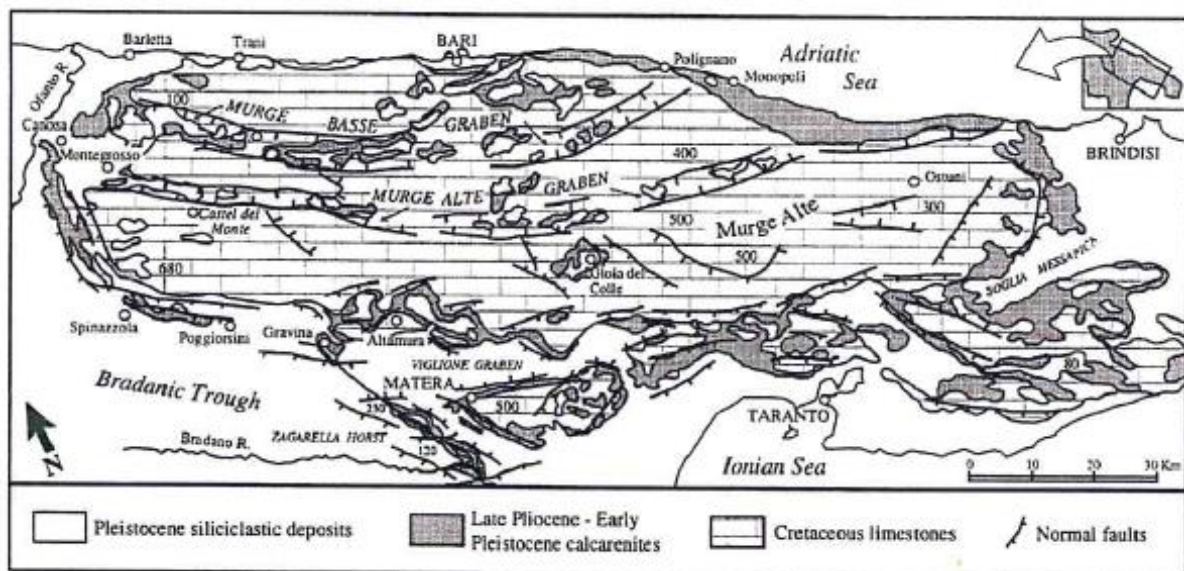 Barletta
Trani
BARI
Polignano
Monopoli
Adriatic
Sea
Ofanto R.
Canosa
Montegrosso
100
MURGE
BASSE
GRABEN
BRINDISI
400
Ostuni
MURGE ALTE
GRABEN
Castel del
Monte
500
Murge Alte
300
500
680
Gioia del
Colle
SOGLIA MESSAPICA
Spinazzola
Poggiorsini
Gravina
Altamura
VIGLIONE GRABEN
MATERA
80
Bradanic Trough
500
TARANTO
ZAGARELLA HORST
120
Bradano R.
Ionian Sea
N
0 10 20 30 Km
Pleistocene siliciclastic deposits
Late Pliocene - Early
Pleistocene calcarenites
Cretaceous limestones
Normal faults